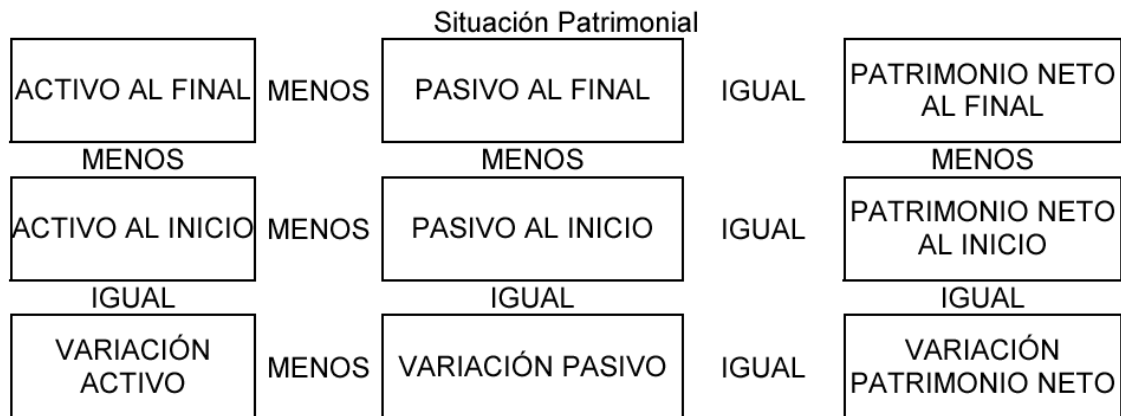 Situación Patrimonial
ACTIVO AL FINAL MENOS PASIVO AL FINAL IGUAL PATRIMONIO NETO
AL FINAL
MENOS MENOS MENOS
ACTIVO AL INICIO MENOS PASIVO AL INICIO IGUAL PATRIMONIO NETO
AL INICIO
IGUAL IGUAL IGUAL
VARIACIÓN
ACTIVO MENOS VARIACIÓN PASIVO IGUAL VARIACIÓN
PATRIMONIO NETO